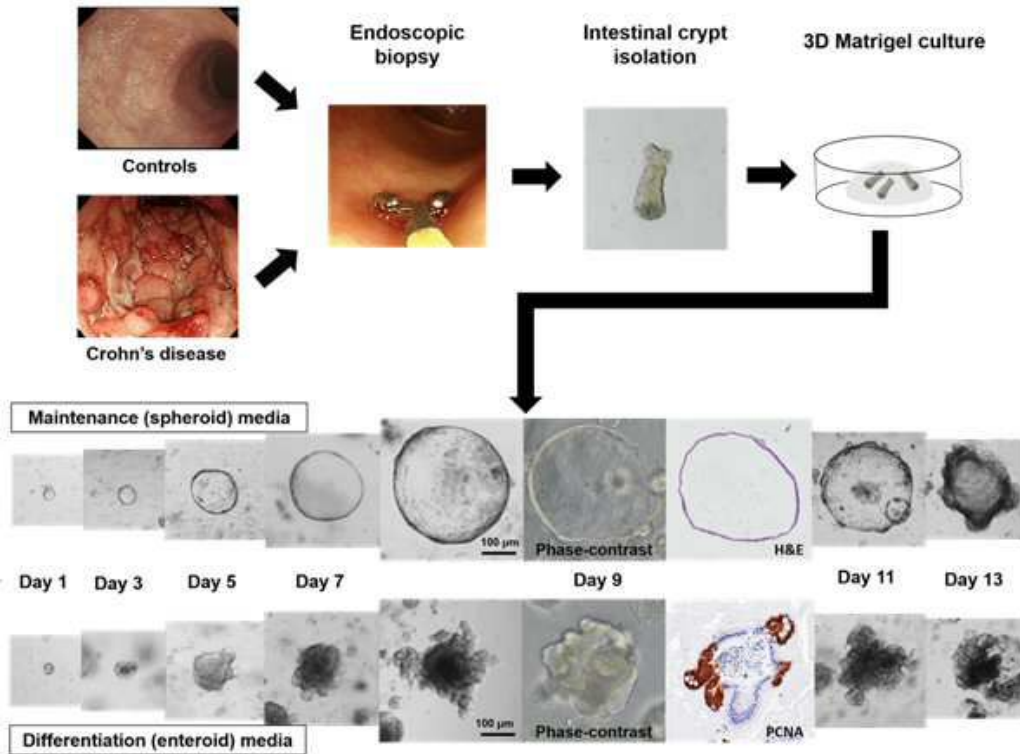 Endoscopic
biopsy
Intestinal crypt
isolation
3D Matrigel culture
Controls
Crohn's disease
Maintenance (spheroid) media
100 µm
Phase-contrast
H&E
Day 1
Day 3
Day 5
Day 7
Day 9
Day 11
Day 13
100 µm
Phase-contrast
PCNA
Differentiation (enteroid) media